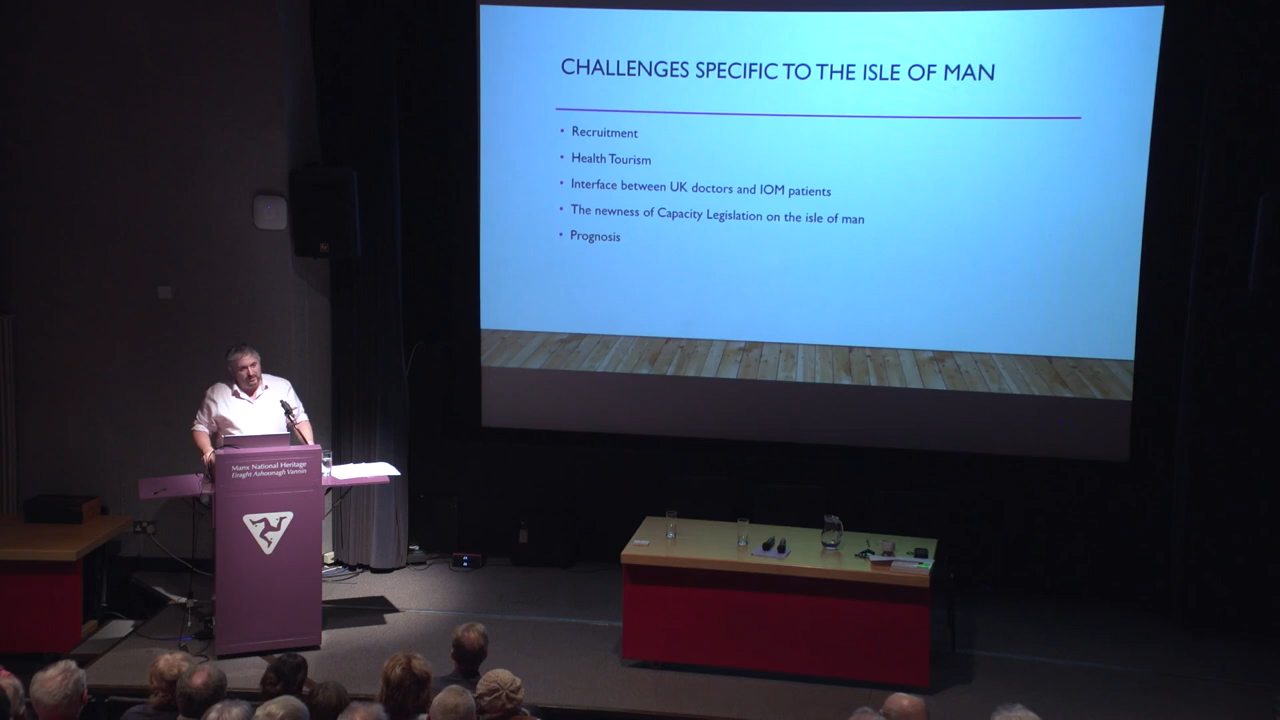 CHALLENGES SPECIFIC TO THE ISLE OF MAN
• Recruitment
• Health Tourism
• Interface between UK doctors and IOM patients
• The newness of Capacity Legislation on the isle of man
• Prognosis
Manx National Heritage
Eiraght Ashoonagh Vannin